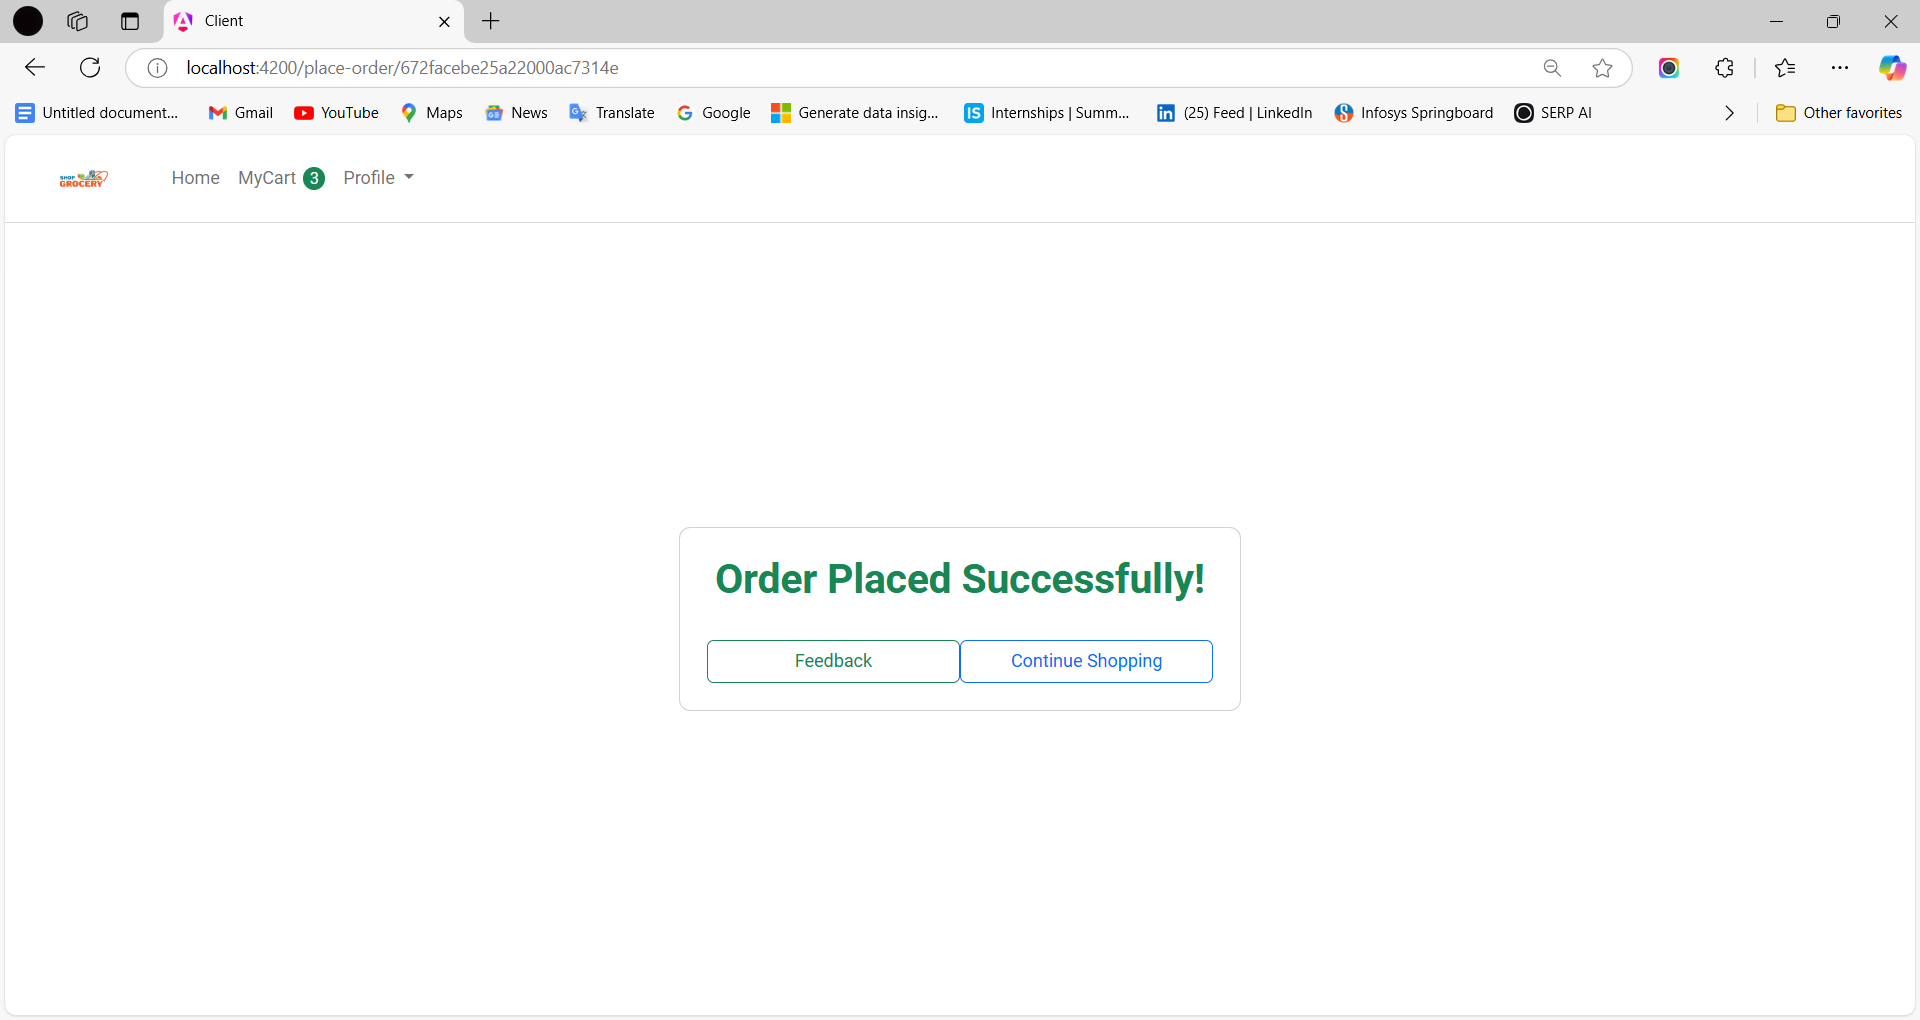 Client
localhost:4200/place-order/672facebe25a22000ac7314e
Untitled document... Gmail YouTube Maps News Translate Google Generate data insig... Internships | Summ... (25) Feed | LinkedIn Infosys Springboard SERP AI Other favorites
SHOP
GROCERY
Home MyCart 3 Profile
Order Placed Successfully!
Feedback Continue Shopping